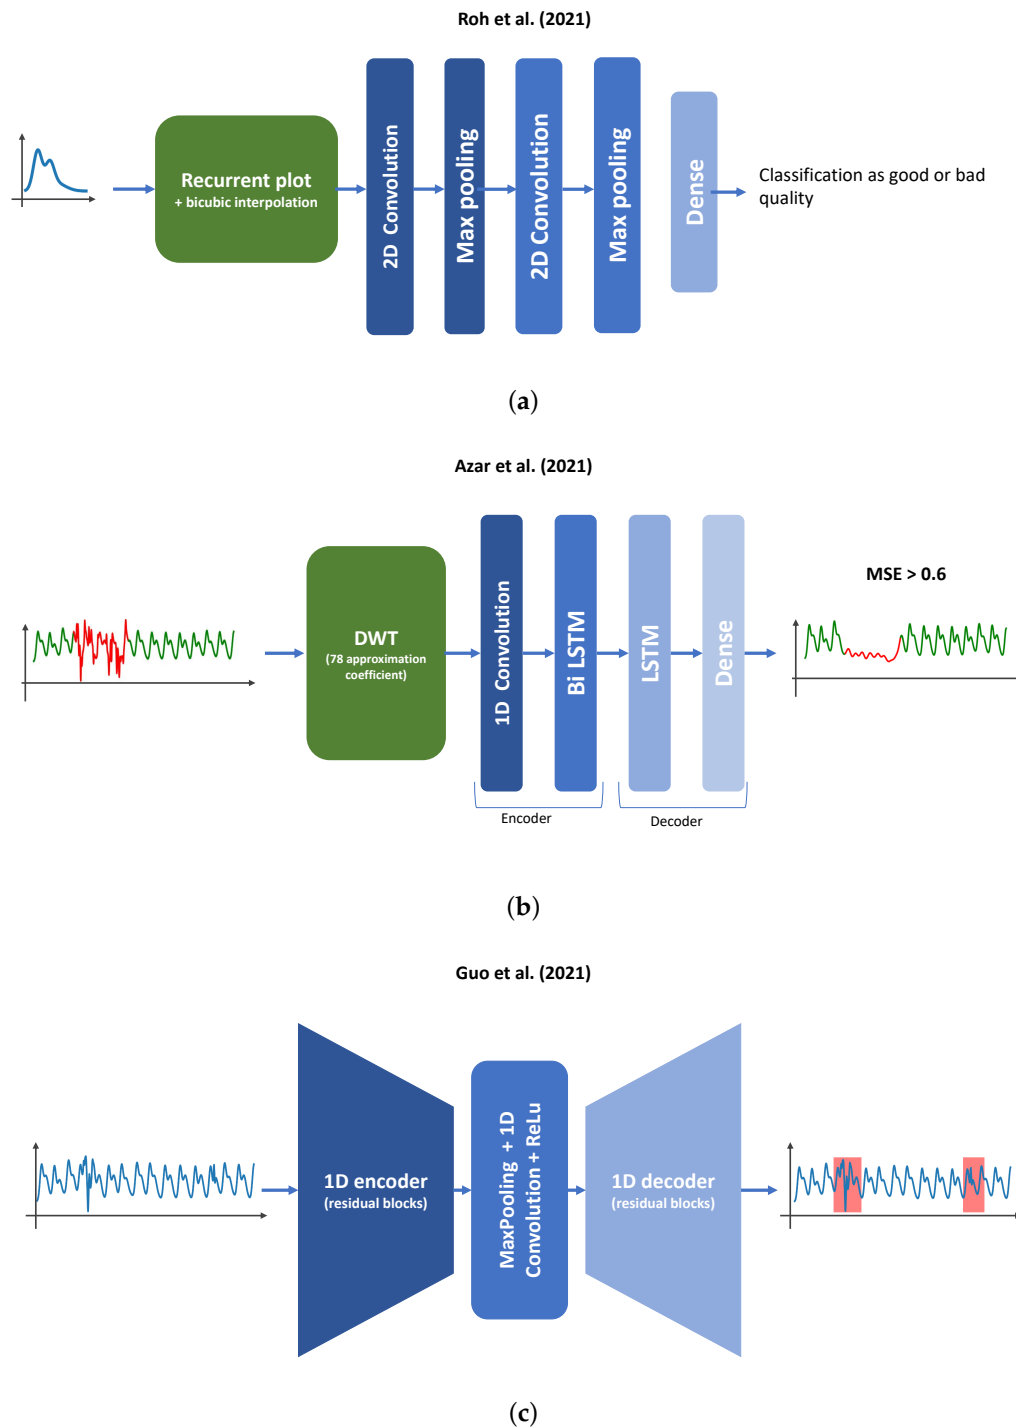 Roh et al. (2021)
Recurrent plot
+ bicubic interpolation
2D Convolution
Max pooling
2D Convolution
Max pooling
Dense
Classification as good or bad
quality
(a)
Azar et al. (2021)
DWT
(78 approximation
coefficient)
1D Convolution
Bi LSTM
LSTM
Dense
MSE > 0.6
Encoder
Decoder
(b)
Guo et al. (2021)
1D encoder
(residual blocks)
MaxPooling + 1D
Convolution + ReLu
1D decoder
(residual blocks)
(c)